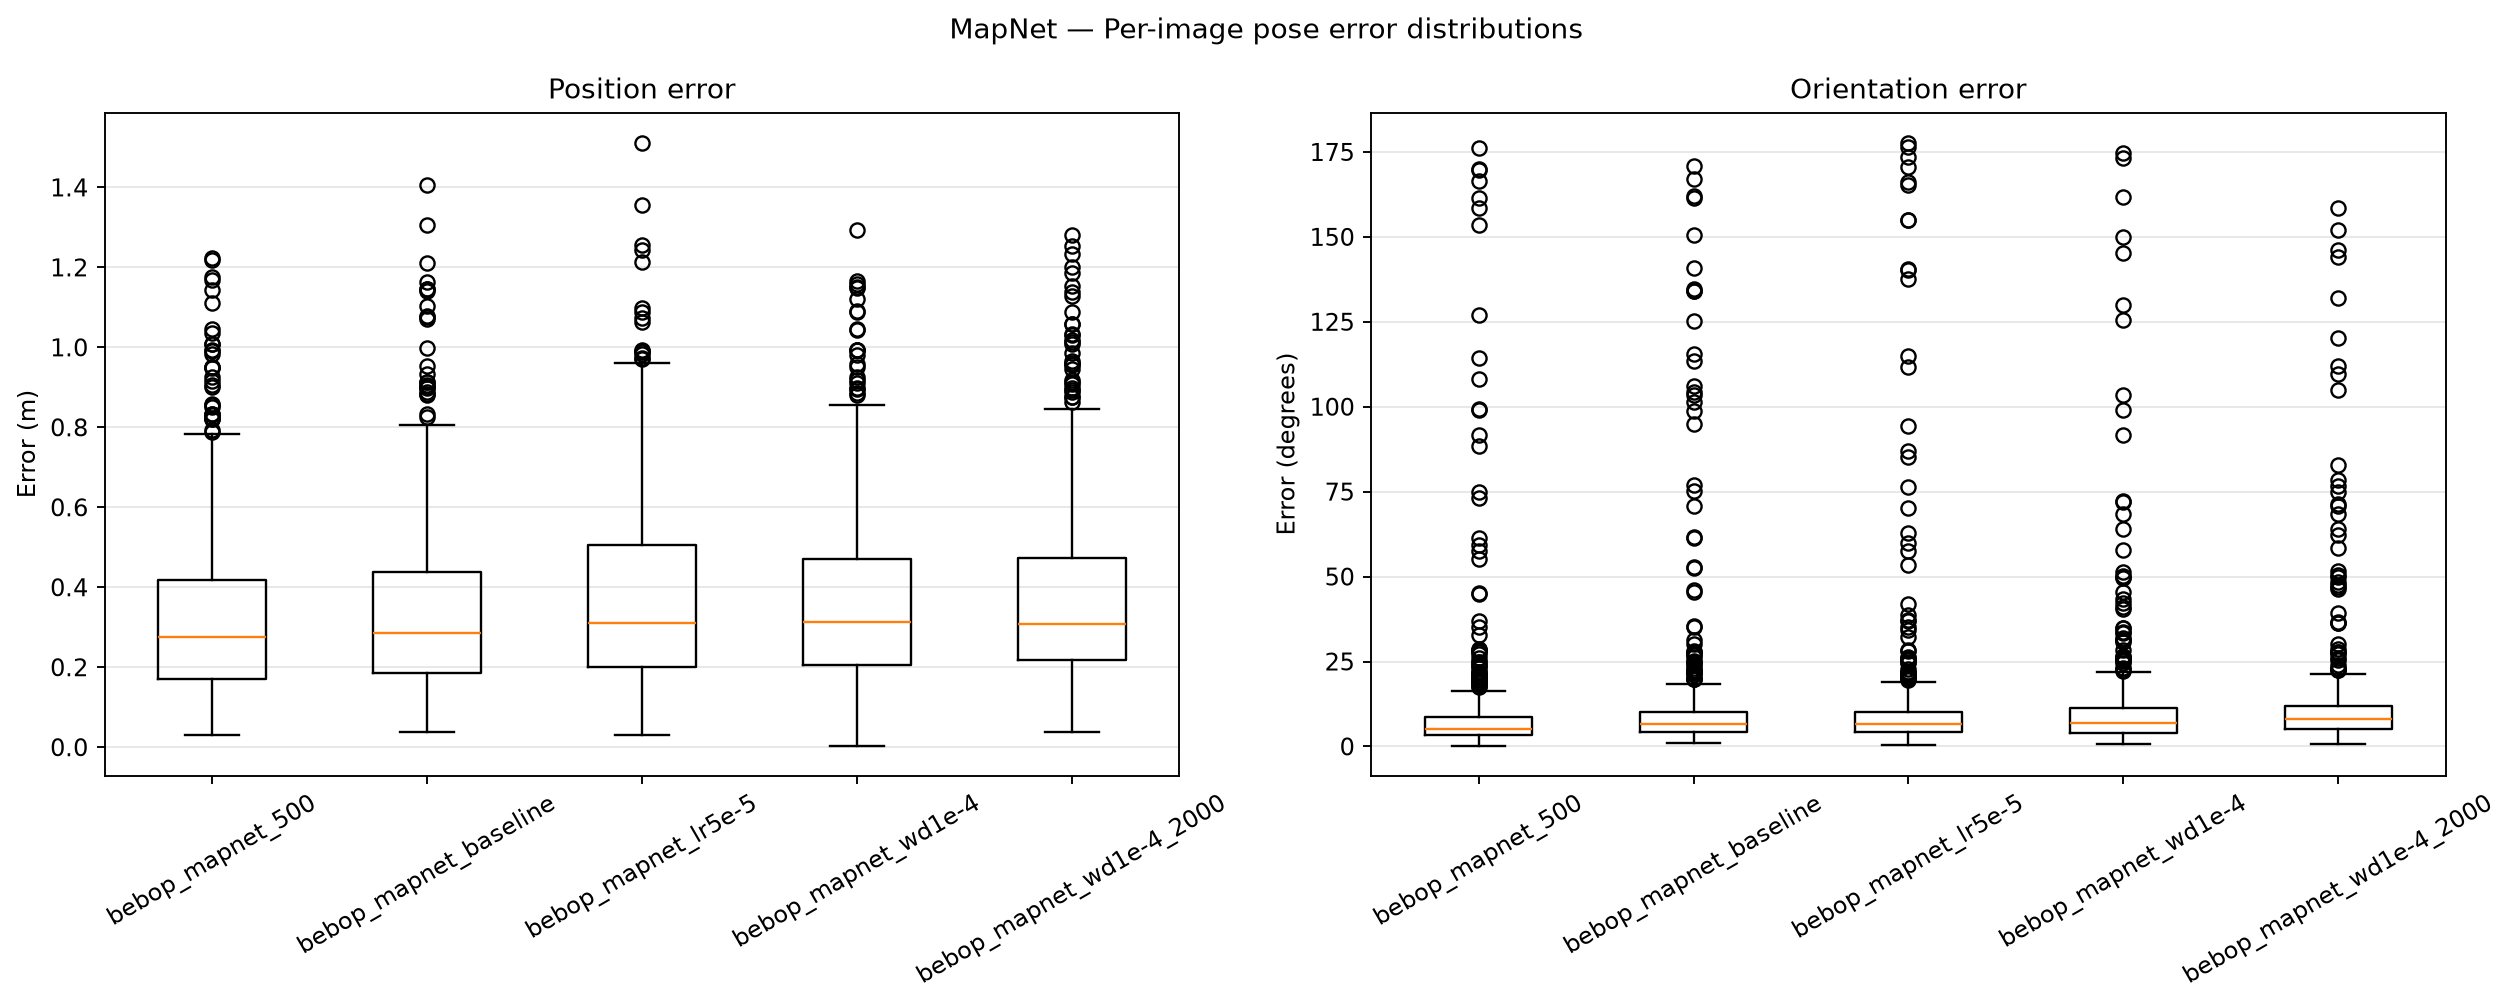 MapNet — Per-image pose error distributions
Position error
Error (m)
1.4
1.2
1.0
0.8
0.6
0.4
0.2
0.0
bebop_mapnet_500
bebop_mapnet_baseline
bebop_mapnet_lr5e-5
bebop_mapnet_wd1e-4
bebop_mapnet_wd1e-4_2000
Orientation error
Error (degrees)
175
150
125
100
75
50
25
0
bebop_mapnet_500
bebop_mapnet_baseline
bebop_mapnet_lr5e-5
bebop_mapnet_wd1e-4
bebop_mapnet_wd1e-4_2000